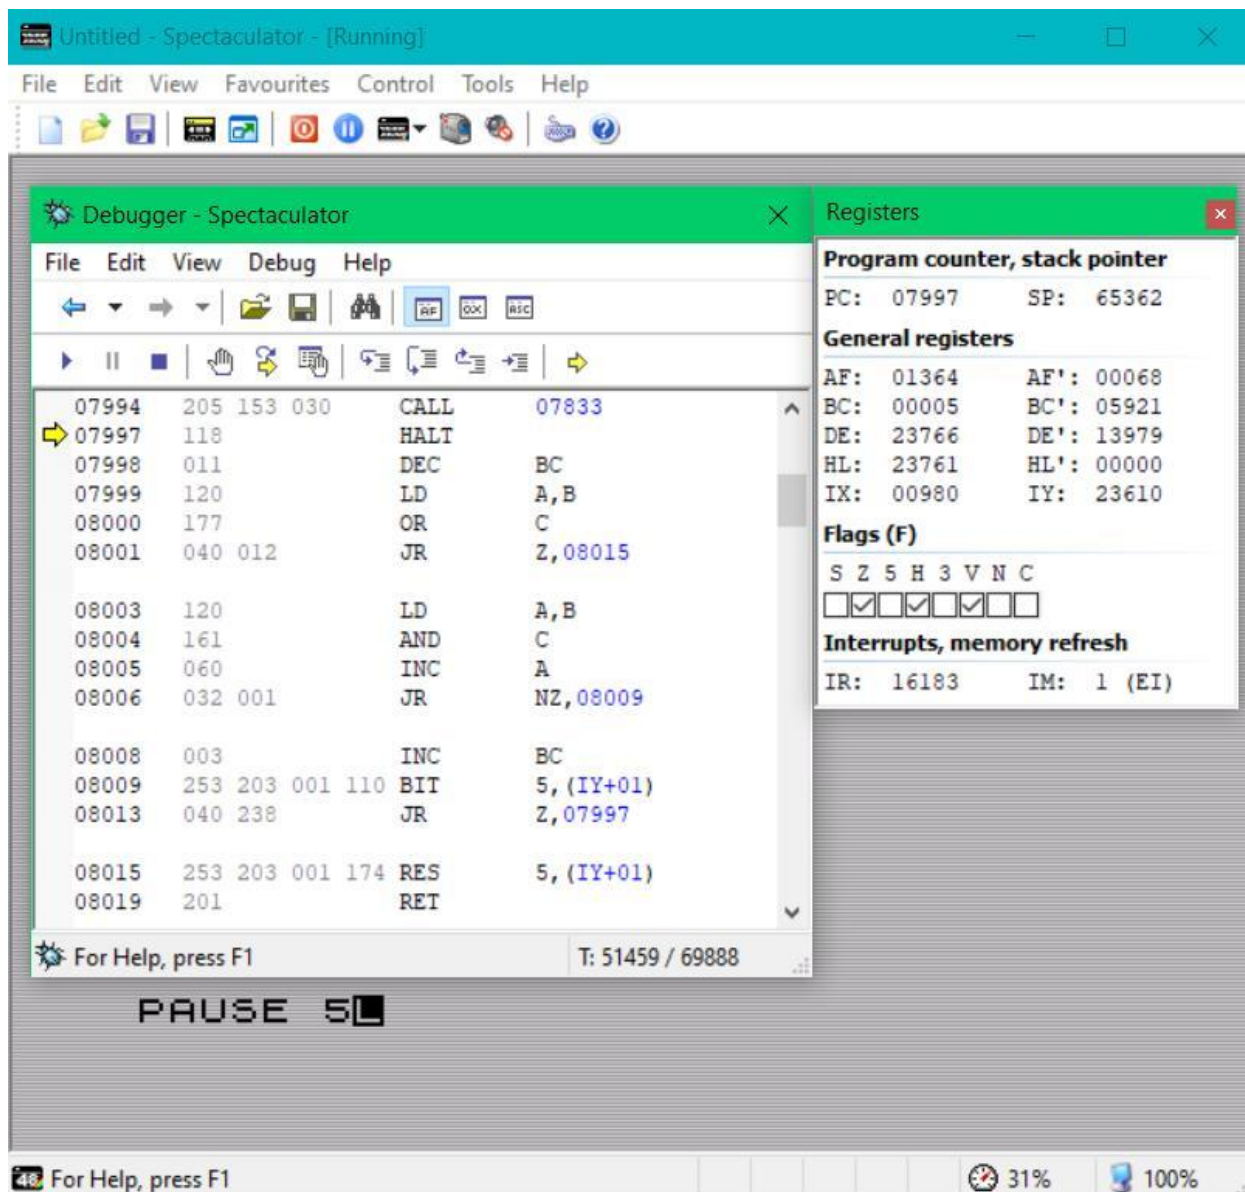 Untitled - Spectaculator - [Running]
File Edit View Favourites Control Tools Help
Debugger - Spectaculator
File Edit View Debug Help
AF 0X ASC
07994 205 153 030 CALL 07833
07997 118 HALT
07998 011 DEC BC
07999 120 LD A,B
08000 177 OR C
08001 040 012 JR Z,08015
08003 120 LD A,B
08004 161 AND C
08005 060 INC A
08006 032 001 JR NZ,08009
08008 003 INC BC
08009 253 203 001 110 BIT 5,(IY+01)
08013 040 238 JR Z,07997
08015 253 203 001 174 RES 5,(IY+01)
08019 201 RET
For Help, press F1 T: 51459 / 69888
Registers
Program counter, stack pointer
PC: 07997 SP: 65362
General registers
AF: 01364 AF': 00068
BC: 00005 BC': 05921
DE: 23766 DE': 13979
HL: 23761 HL': 00000
IX: 00980 IY: 23610
Flags (F)
S Z 5 H 3 V N C
Interrupts, memory refresh
IR: 16183 IM: 1 (EI)
PAUSE 5L
48 For Help, press F1 31% 100%